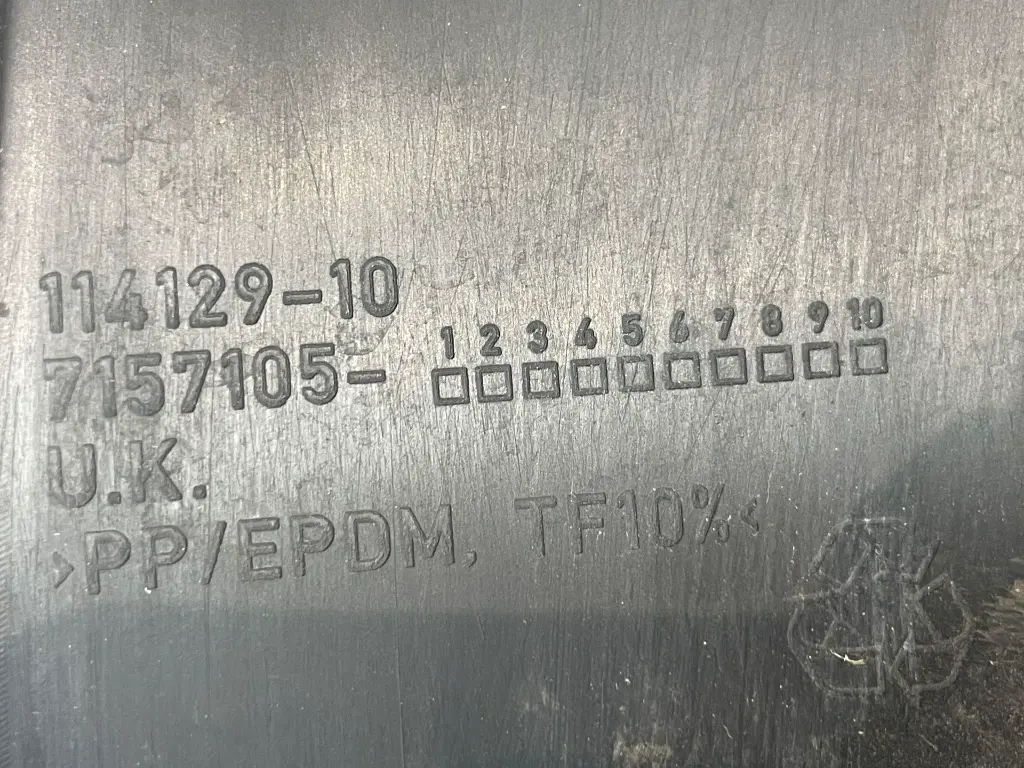 114129-10
7157105-
1 2 3 4 5 6 7 8 9 10
U.K.
>PP/EPDM, TF10%<